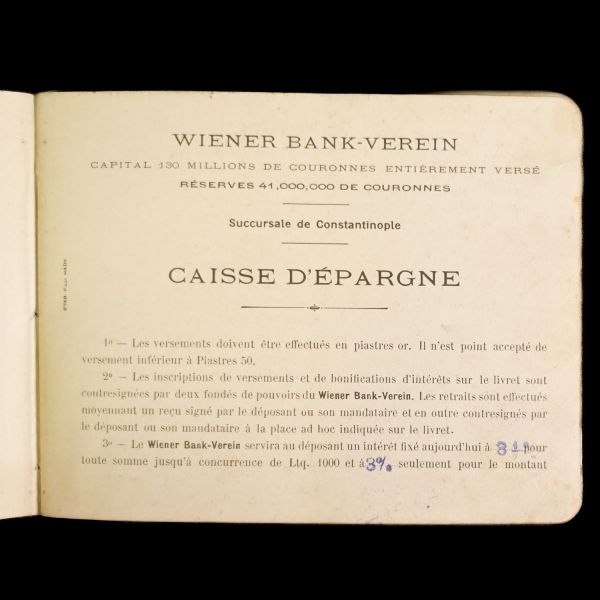 WIENER BANK-VEREIN
CAPITAL 130 MILLIONS DE COURONNES ENTIÈREMENT VERSÉ
RÉSERVES 41,000,000 DE COURONNES
Succursale de Constantinople
CAISSE D'ÉPARGNE
1º — Les versements doivent être effectués en piastres or. Il n'est point accepté de
versement inférieur à Piastres 50.
2º — Les inscriptions de versements et de bonifications d'intérêts sur le livret sont
contresignées par deux fondés de pouvoirs du Wiener Bank-Verein. Les retraits sont effectués
moyennant un reçu signé par le déposant ou son mandataire et en outre contresignés par
le déposant ou son mandataire à la place ad hoc indiquée sur le livret.
3º — Le Wiener Bank-Verein servira au déposant un intérêt fixé aujourd'hui à pour
toute somme jusqu'à concurrence de Ltq. 1000 et à 3% seulement pour le montant